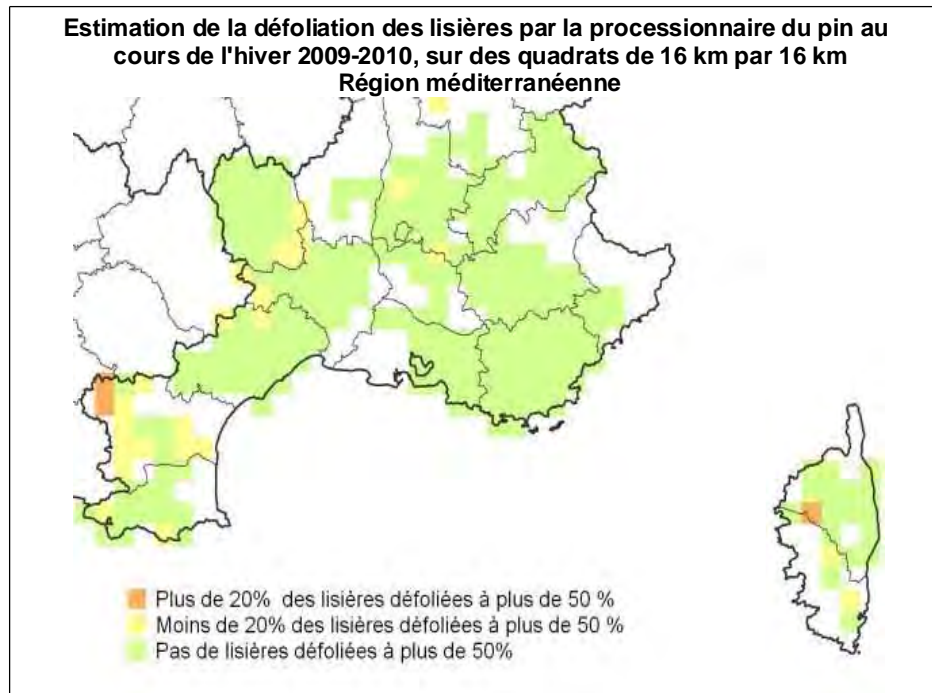 Estimation de la défoliation des lisières par la processionnaire du pin au
cours de l'hiver 2009-2010, sur des quadrats de 16 km par 16 km
Région méditerranéenne
Plus de 20% des lisières défoliées à plus de 50 %
Moins de 20% des lisières défoliées à plus de 50 %
Pas de lisières défoliées à plus de 50%